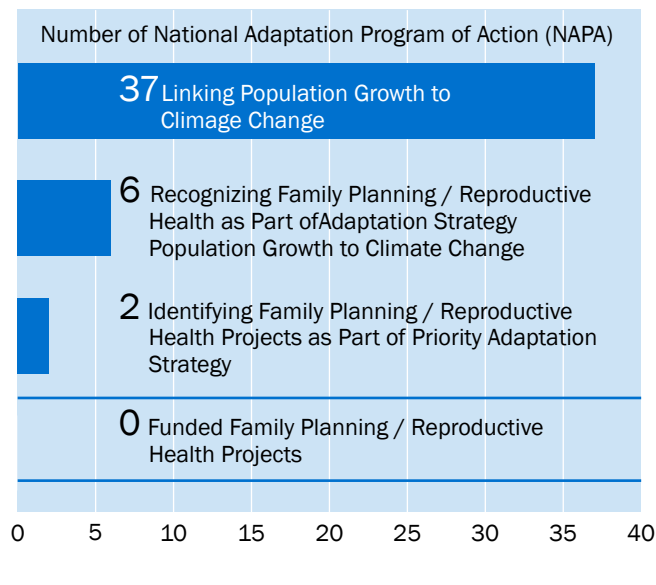 Number of National Adaptation Program of Action (NAPA)
37 Linking Population Growth to
Climage Change
6 Recognizing Family Planning / Reproductive
Health as Part ofAdaptation Strategy
Population Growth to Climate Change
2 Identifying Family Planning / Reproductive
Health Projects as Part of Priority Adaptation
Strategy
0 Funded Family Planning / Reproductive
Health Projects
0 5 10 15 20 25 30 35 40